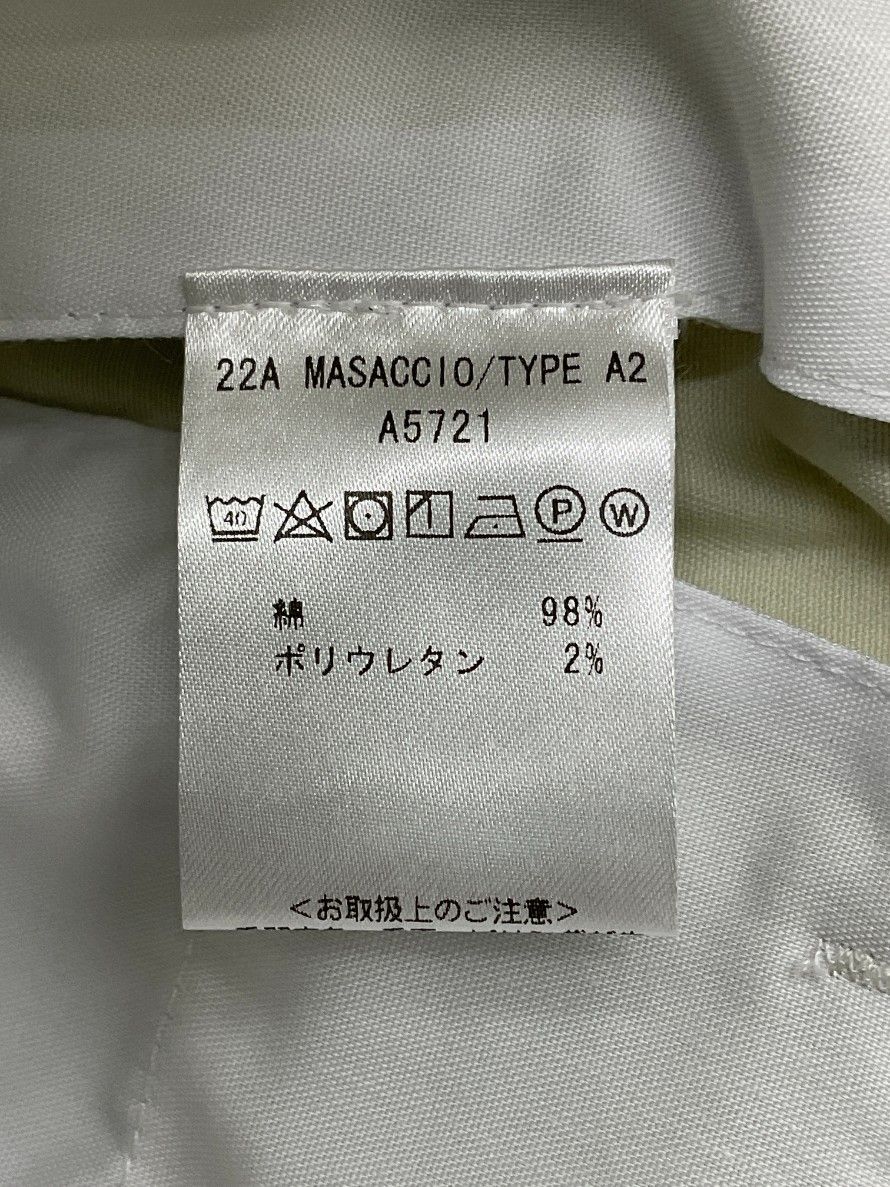 22A MASACCIO/TYPE A2
A5721
40 P W
綿 98%
ポリウレタン 2%
<お取扱上のご注意>